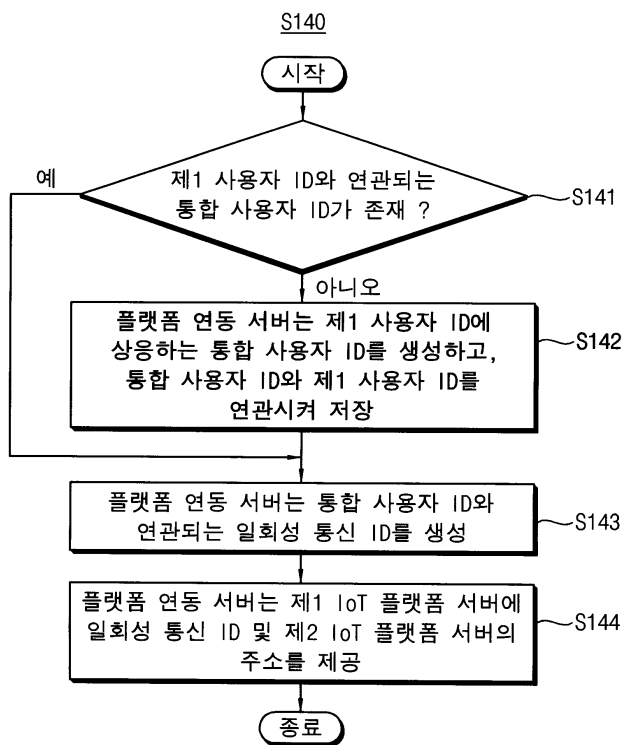 S140
시작
제1 사용자 ID와 연관되는
통합 사용자 ID가 존재 ?
예
S141
아니오
플랫폼 연동 서버는 제1 사용자 ID에
상응하는 통합 사용자 ID를 생성하고,
통합 사용자 ID와 제1 사용자 ID를
연관시켜 저장
S142
플랫폼 연동 서버는 통합 사용자 ID와
연관되는 일회성 통신 ID를 생성
S143
플랫폼 연동 서버는 제1 IoT 플랫폼 서버에
일회성 통신 ID 및 제2 IoT 플랫폼 서버의
주소를 제공
S144
종료